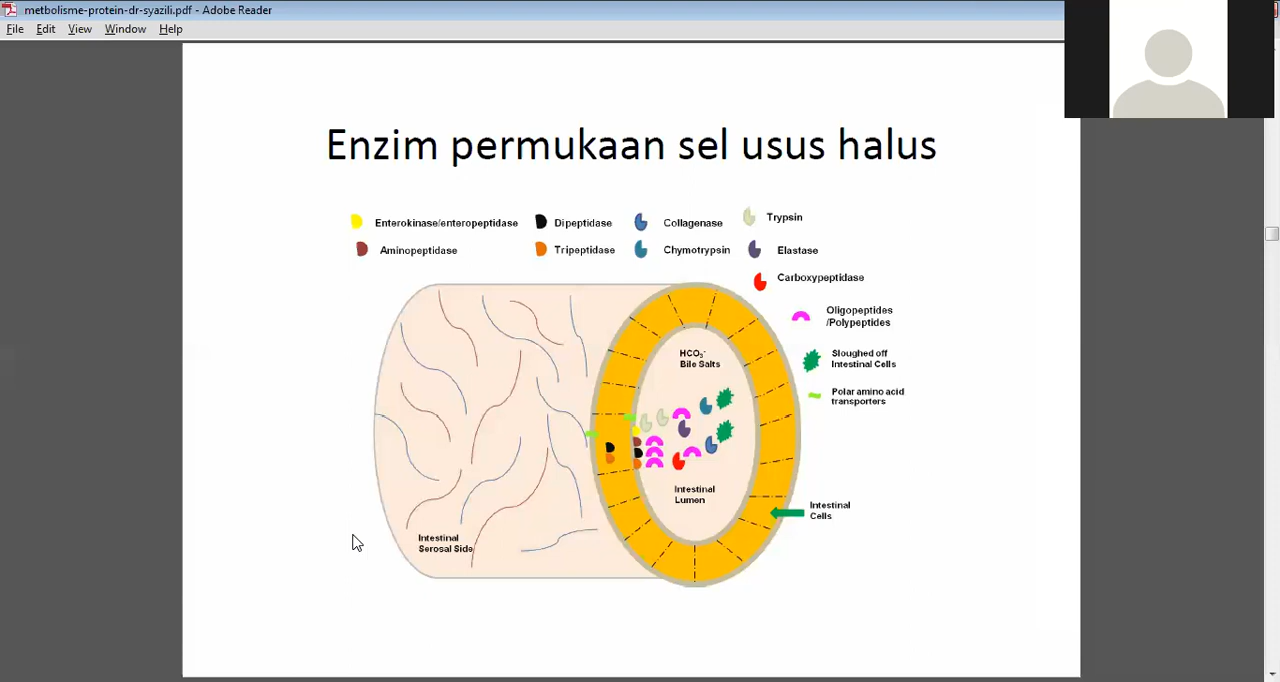 metbolisme-protein-dr-syazili.pdf - Adobe Reader
File Edit View Window Help
Enzim permukaan sel usus halus
Enterokinase/enteropeptidase Dipeptidase Collagenase Trypsin
Aminopeptidase Tripeptidase Chymotrypsin Elastase
Carboxypeptidase
Oligopeptides
/Polypeptides
HCO3-
Bile Salts
Sloughed off
Intestinal Cells
Polar amino acid
transporters
Intestinal
Lumen
Intestinal
Cells
Intestinal
Serosal Side